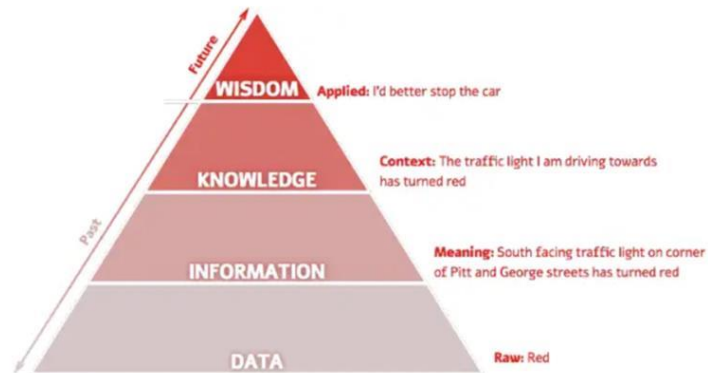 Future
WISDOM
Applied: I'd better stop the car
Context: The traffic light I am driving towards
has turned red
KNOWLEDGE
Past
Meaning: South facing traffic light on corner
of Pitt and George streets has turned red
INFORMATION
DATA
Raw: Red